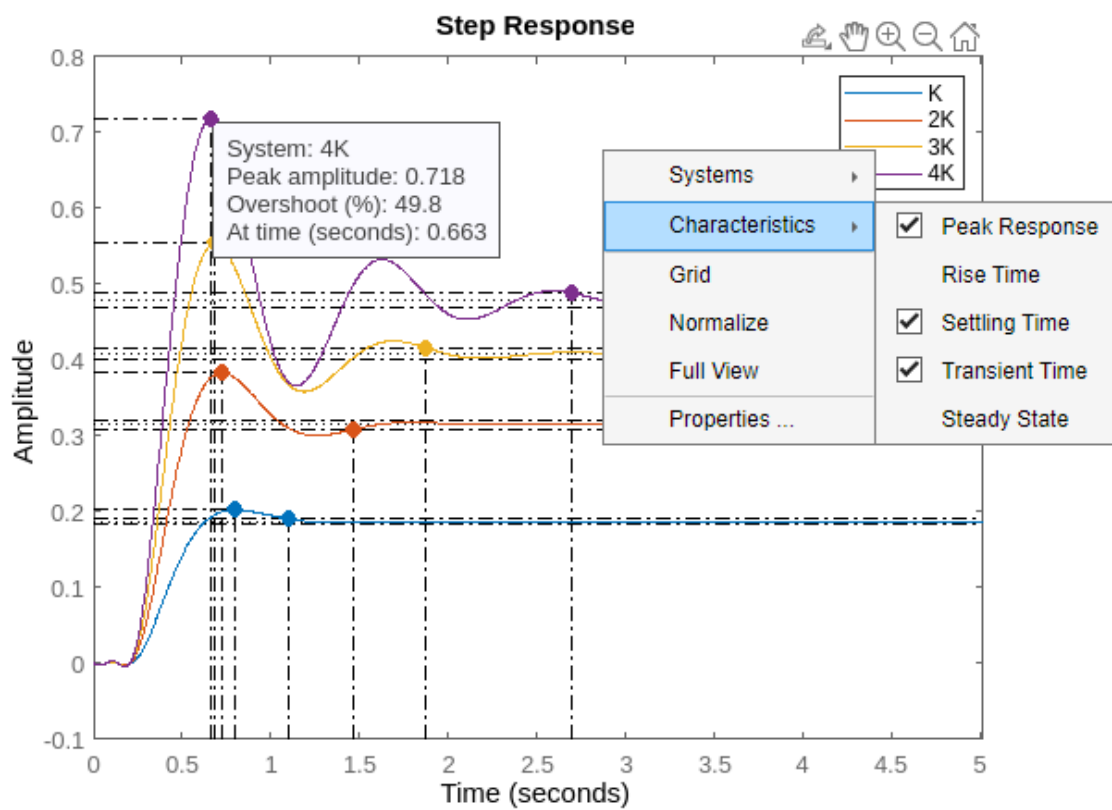 Step Response
0.8
0.7
0.6
0.5
0.4
0.3
0.2
0.1
0
-0.1
Amplitude
K
2K
3K
4K
System: 4K
Peak amplitude: 0.718
Overshoot (%): 49.8
At time (seconds): 0.663
Systems
Characteristics
Grid
Normalize
Full View
Properties ...
Peak Response
Rise Time
Settling Time
Transient Time
Steady State
0 0.5 1 1.5 2 2.5 3 3.5 4 4.5 5
Time (seconds)